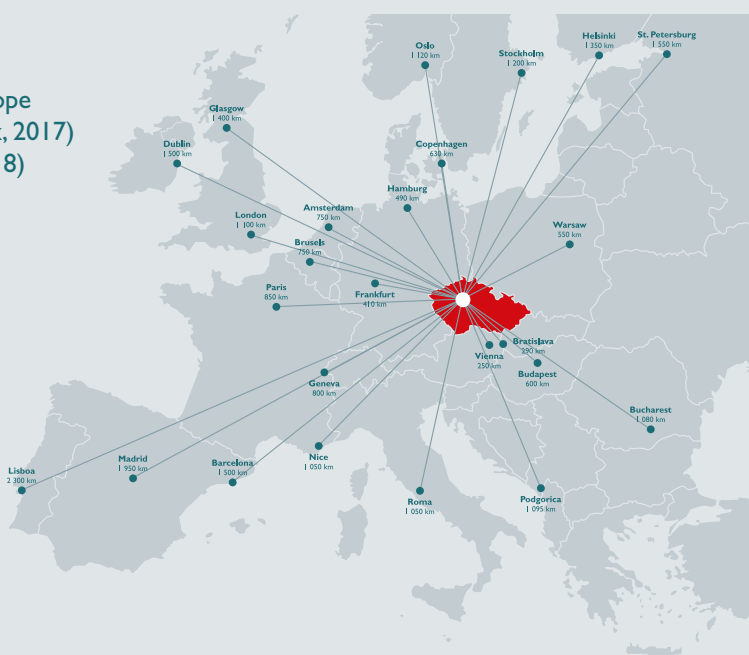 ope
, 2017)
8)
Oslo
1 120 km
Stockholm
1 200 km
Helsinki
1 350 km
St. Petersburg
1 550 km
Glasgow
1 400 km
Dublin
1 500 km
Copenhagen
630 km
Hamburg
490 km
Amsterdam
750 km
London
1 100 km
Brusels
750 km
Warsaw
550 km
Paris
850 km
Frankfurt
410 km
Bratislava
290 km
Vienna
250 km
Budapest
600 km
Geneva
800 km
Bucharest
1 080 km
Nice
1 050 km
Barcelona
1 500 km
Madrid
1 950 km
Lisboa
2 300 km
Roma
1 050 km
Podgorica
1 095 km